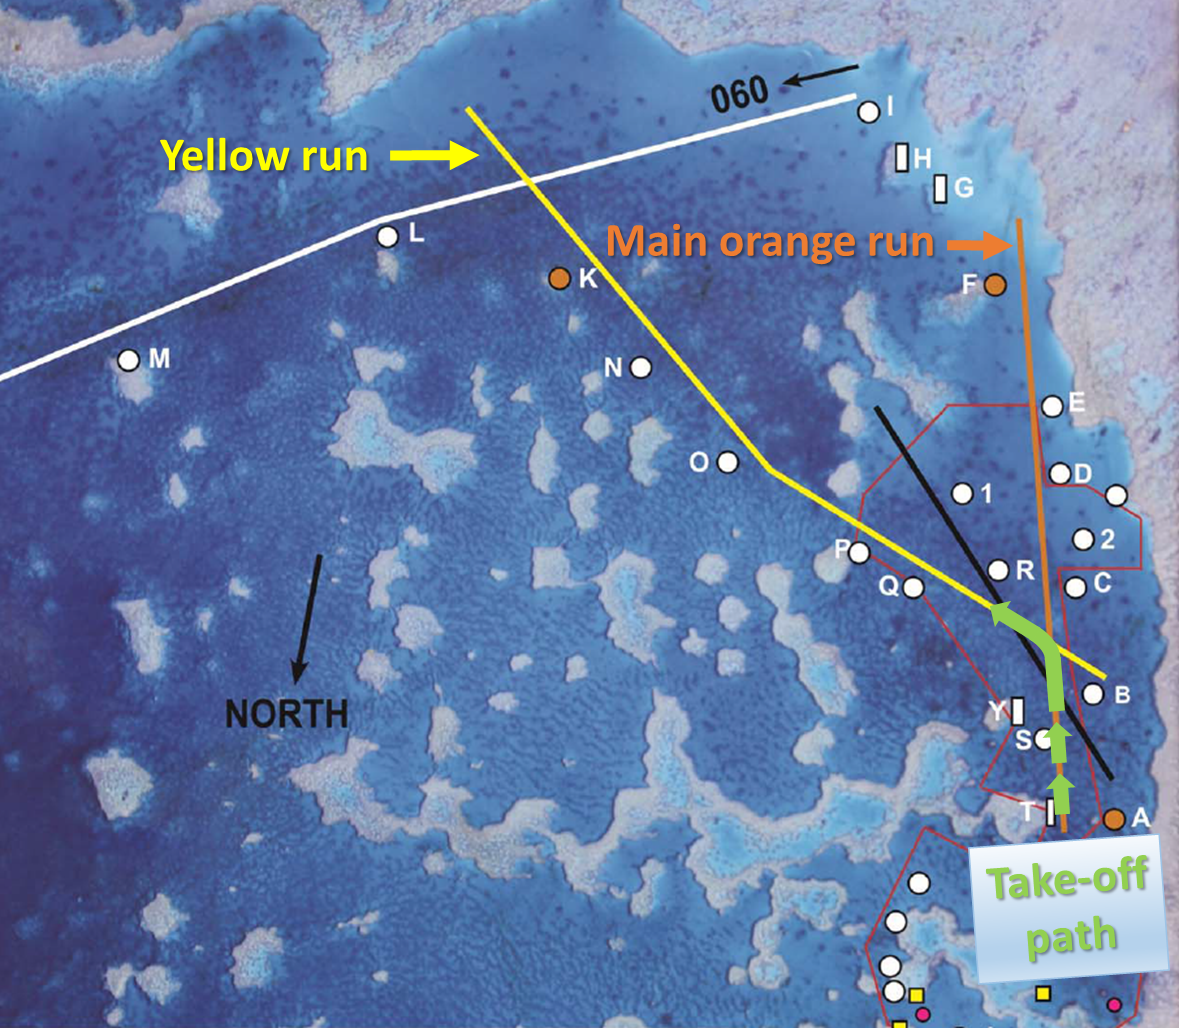 060
I
H
Yellow run
G
L
Main orange run
K
F
M
N
E
O
D
1
2
P
R
Q
C
NORTH
B
Y
S
T
A
Take-off
path